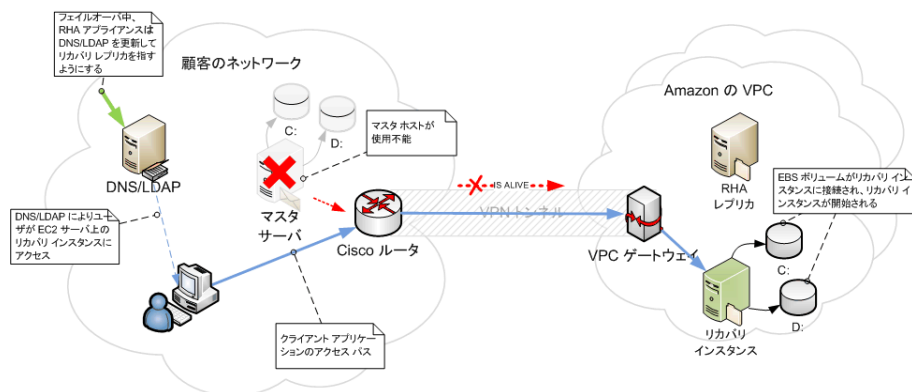 フェイルオーバ中、
RHA アプライアンスは
DNS/LDAP を更新して
リカバリ レプリカを指す
ようにする
顧客のネットワーク
C:
D:
マスタ ホストが
使用不能
DNS/LDAP
マスタ
サーバ
Cisco ルータ
IS ALIVE
VPN トンネル
DNS/LDAP によりユー
ザが EC2 サーバ上の
リカバリ インスタンスに
アクセス
クライアント アプリケー
ションのアクセス パス
Amazon の VPC
RHA
レプリカ
EBS ボリュームがリカバリ イン
スタンスに接続され、リカバリ イ
ンスタンスが開始される
VPC ゲートウェイ
C:
D:
リカバリ
インスタンス